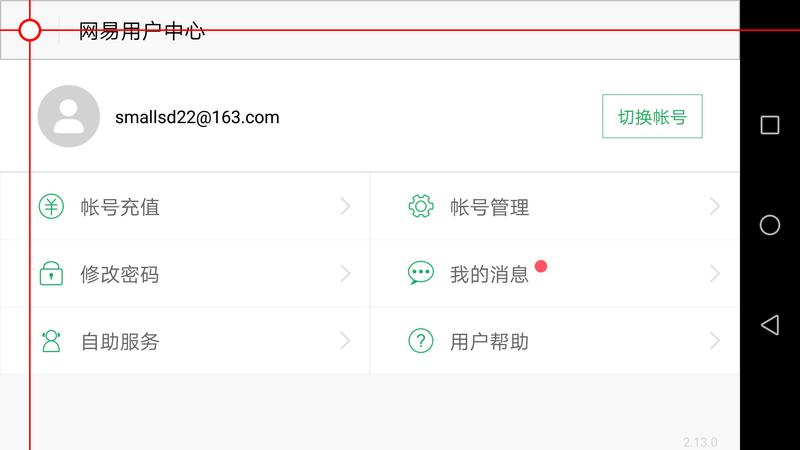 网易用户中心
smallsd22@163.com
切换帐号
帐号充值
帐号管理
修改密码
我的消息
自助服务
用户帮助
2.13.0